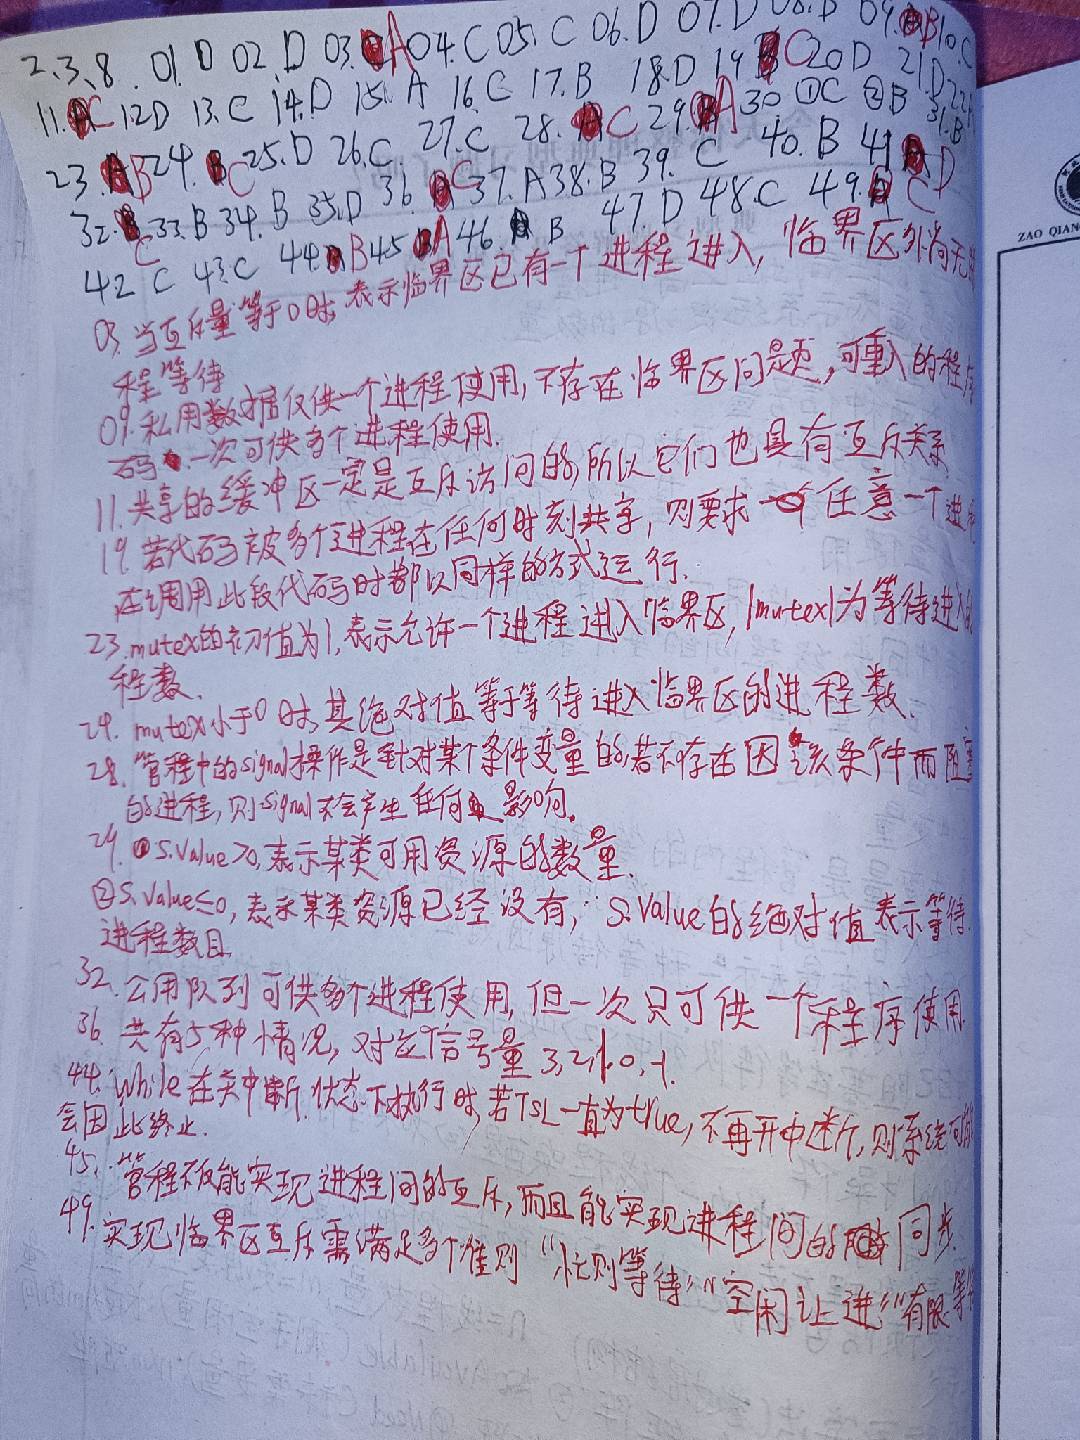 2.3.8. 01.D 02.D 03.A 04.C 05.C 06.D 07.D 08.D 09.B 10.C
11.C 12D 13.C 14.D 15.A 16.C 17.B 18.D 19.C 20D 21.D 22.
23.B 24.C 25.D 26.C 27.C 28.C 29.A 30.①C ②B 31.B
32.C 33.B 34.B 35.D 36.C 37.A 38.B 39.C 40.B 41.D
42C 43.C 44.B 45.A 46.B 47.D 48.C 49.C
03.当互斥量等于0时,表示临界区已有一个进程进入,临界区外尚无
程等待
09.私用数据仅供一个进程使用,不存在临界区问题,可重入的程序
码一次可供多个进程使用.
11.共享的缓冲区一定是互斥访问的,所以它们也具有互斥关系
19.若代码被多个进程在任何时刻共享,则要求任意一个进
在调用此段代码时都以同样的方式运行.
23.mutex的初值为1,表示允许一个进程进入临界区,|mutex|为等待进入
程数.
24.mutex小于0时,其绝对值等于等待进入临界区的进程数.
28.管程中的signal操作是针对某个条件变量的,若不存在因该条件而阻塞
的进程,则signal不会产生任何影响.
29.①S.Value>0,表示某类可用资源的数量.
②S.value≤0,表示某类资源已经没有,S.Value的绝对值表示等待
进程数目
32.公用队列可供多个进程使用,但一次只可供一个程序使用.
36.共有5种情况,对应信号量3,2,1,0,-1.
44.while在关中断状态下执行时,若TSL一直为true,不再开中断,则系统可能
会因此终止.
45.管程不仅能实现进程间的互斥,而且能实现进程间的同步.
49.实现临界区互斥需满足多个准则"忙则等待""空闲让进""有限等
ZAO QIAN